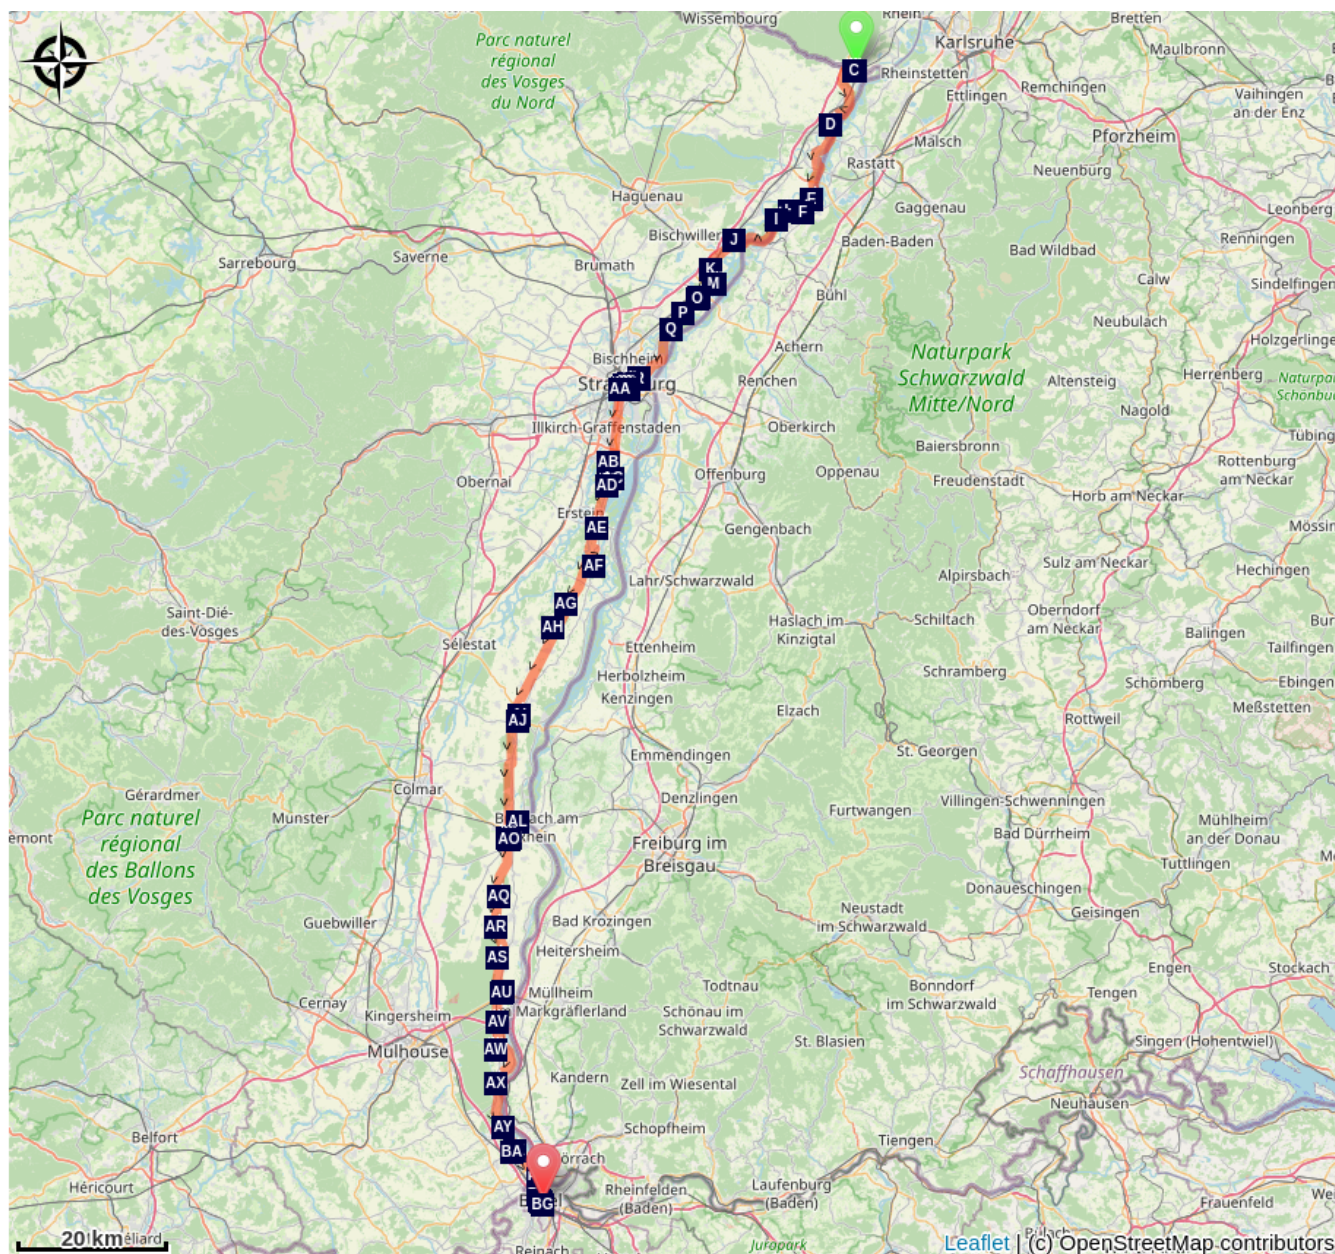 Wissembourg
Rhein
Karlsruhe
Bretten
Maulbronn
Parc naturel
régional
des Vosges
du Nord
C
Rheinstetten
Remchingen
Ettlingen
Vaihingen
an der Enz
D
Malsch
Pforzheim
Rastatt
Neuenburg
Haguenau
F
I
Gaggenau
Leonberg
Bischwiller
J
Baden-Baden
Bad Wildbad
Renningen
Sarrebourg
Saverne
Brumath
K
M
Calw
Sindelfingen
O
Bühl
P
Neubulach
Q
Holzgerlingen
Bischheim
Achern
Naturpark
Schwarzwald
Mitte/Nord
Herrenberg
AA
Renchen
Altensteig
Nagold
Illkirch-Graffenstaden
Oberkirch
Baiersbronn
AB
Obernai
AD
Offenburg
Oppenau
Freudenstadt
Rottenburg
am Neckar
Horb am Neckar
Erstein
AE
Gengenbach
AF
Lahr/Schwarzwald
Alpirsbach
Sulz am Neckar
Hechingen
AG
Saint-Dié-
des-Vosges
AH
Haslach im
Kinzigtal
Schiltach
Oberndorf
am Neckar
Balingen
Sélestat
Ettenheim
Herbolzheim
Kenzingen
Schramberg
Schömberg
Tailfingen
Ebingen
AJ
Elzach
Rottweil
Meßstetten
Emmendingen
St. Georgen
Gérardmer
Colmar
Denzlingen
Furtwangen
Villingen-Schwenningen
Parc naturel
régional
des Ballons
des Vosges
Munster
AL
AO
Freiburg im
Breisgau
Bad Dürrheim
Mühlheim
an der Donau
Tuttlingen
AQ
Donaueschingen
Guebwiller
AR
Bad Krozingen
Neustadt
im Schwarzwald
Geisingen
AS
Heitersheim
Engen
Stockach
AU
Müllheim
Markgräflerland
Todtnau
Bonndorf
im Schwarzwald
Tengen
Cernay
Kingersheim
AV
Schönau im
Schwarzwald
Mulhouse
AW
St. Blasien
Singen (Hohentwiel)
AX
Kandern
Zell im Wiesental
Schaffhausen
Neuhausen
AY
Schopfheim
Belfort
BA
Tiengen
Héricourt
BG
Rheinfelden
(Baden)
Laufenburg
(Baden)
Frauenfeld
20 km
Reinach
Jurapark
Leaflet | (c) OpenStreetMap contributors